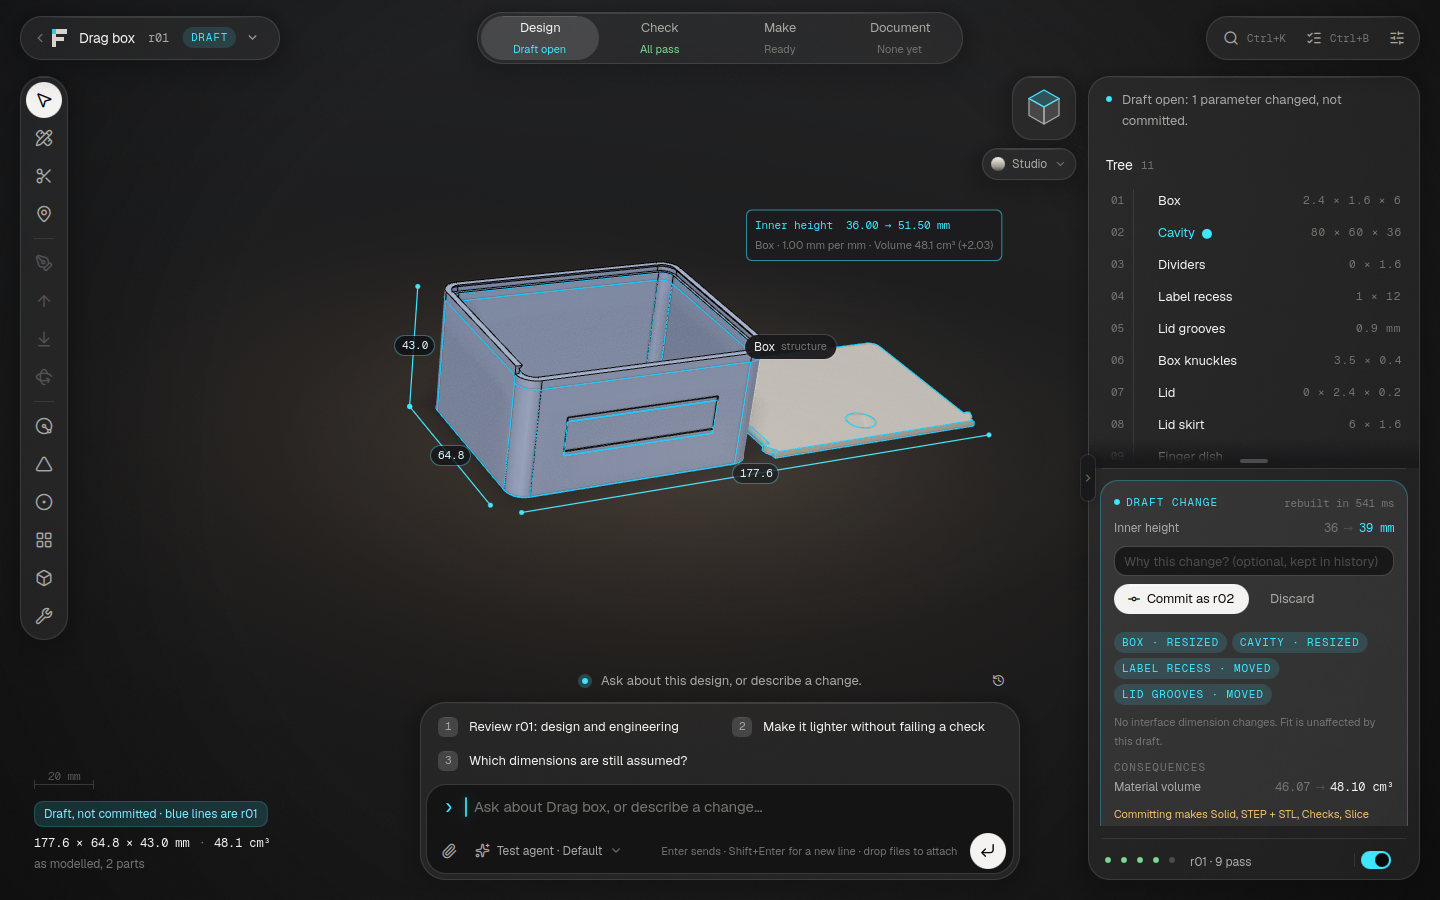 Drag box r01 DRAFT
Design
Draft open
Check
All pass
Make
Ready
Document
None yet
Ctrl+K
Ctrl+B
Studio
Inner height 36.00 → 51.50 mm
Box · 1.00 mm per mm · Volume 48.1 cm³ (+2.03)
Box structure
43.0
64.8
177.6
Draft open: 1 parameter changed, not
committed.
Tree 11
01 Box 2.4 × 1.6 × 6
02 Cavity 80 × 60 × 36
03 Dividers 0 × 1.6
04 Label recess 1 × 12
05 Lid grooves 0.9 mm
06 Box knuckles 3.5 × 0.4
07 Lid 0 × 2.4 × 0.2
08 Lid skirt 6 × 1.6
09 Finger dish
DRAFT CHANGE rebuilt in 541 ms
Inner height 36 → 39 mm
Why this change? (optional, kept in history)
Commit as r02 Discard
BOX · RESIZED CAVITY · RESIZED
LABEL RECESS · MOVED
LID GROOVES · MOVED
No interface dimension changes. Fit is unaffected by
this draft.
CONSEQUENCES
Material volume 46.07 → 48.10 cm³
Committing makes Solid, STEP + STL, Checks, Slice
r01 · 9 pass
Ask about this design, or describe a change.
1 Review r01: design and engineering
2 Make it lighter without failing a check
3 Which dimensions are still assumed?
Ask about Drag box, or describe a change...
Test agent · Default
Enter sends · Shift+Enter for a new line · drop files to attach
20 mm
Draft, not committed · blue lines are r01
177.6 × 64.8 × 43.0 mm · 48.1 cm³
as modelled, 2 parts